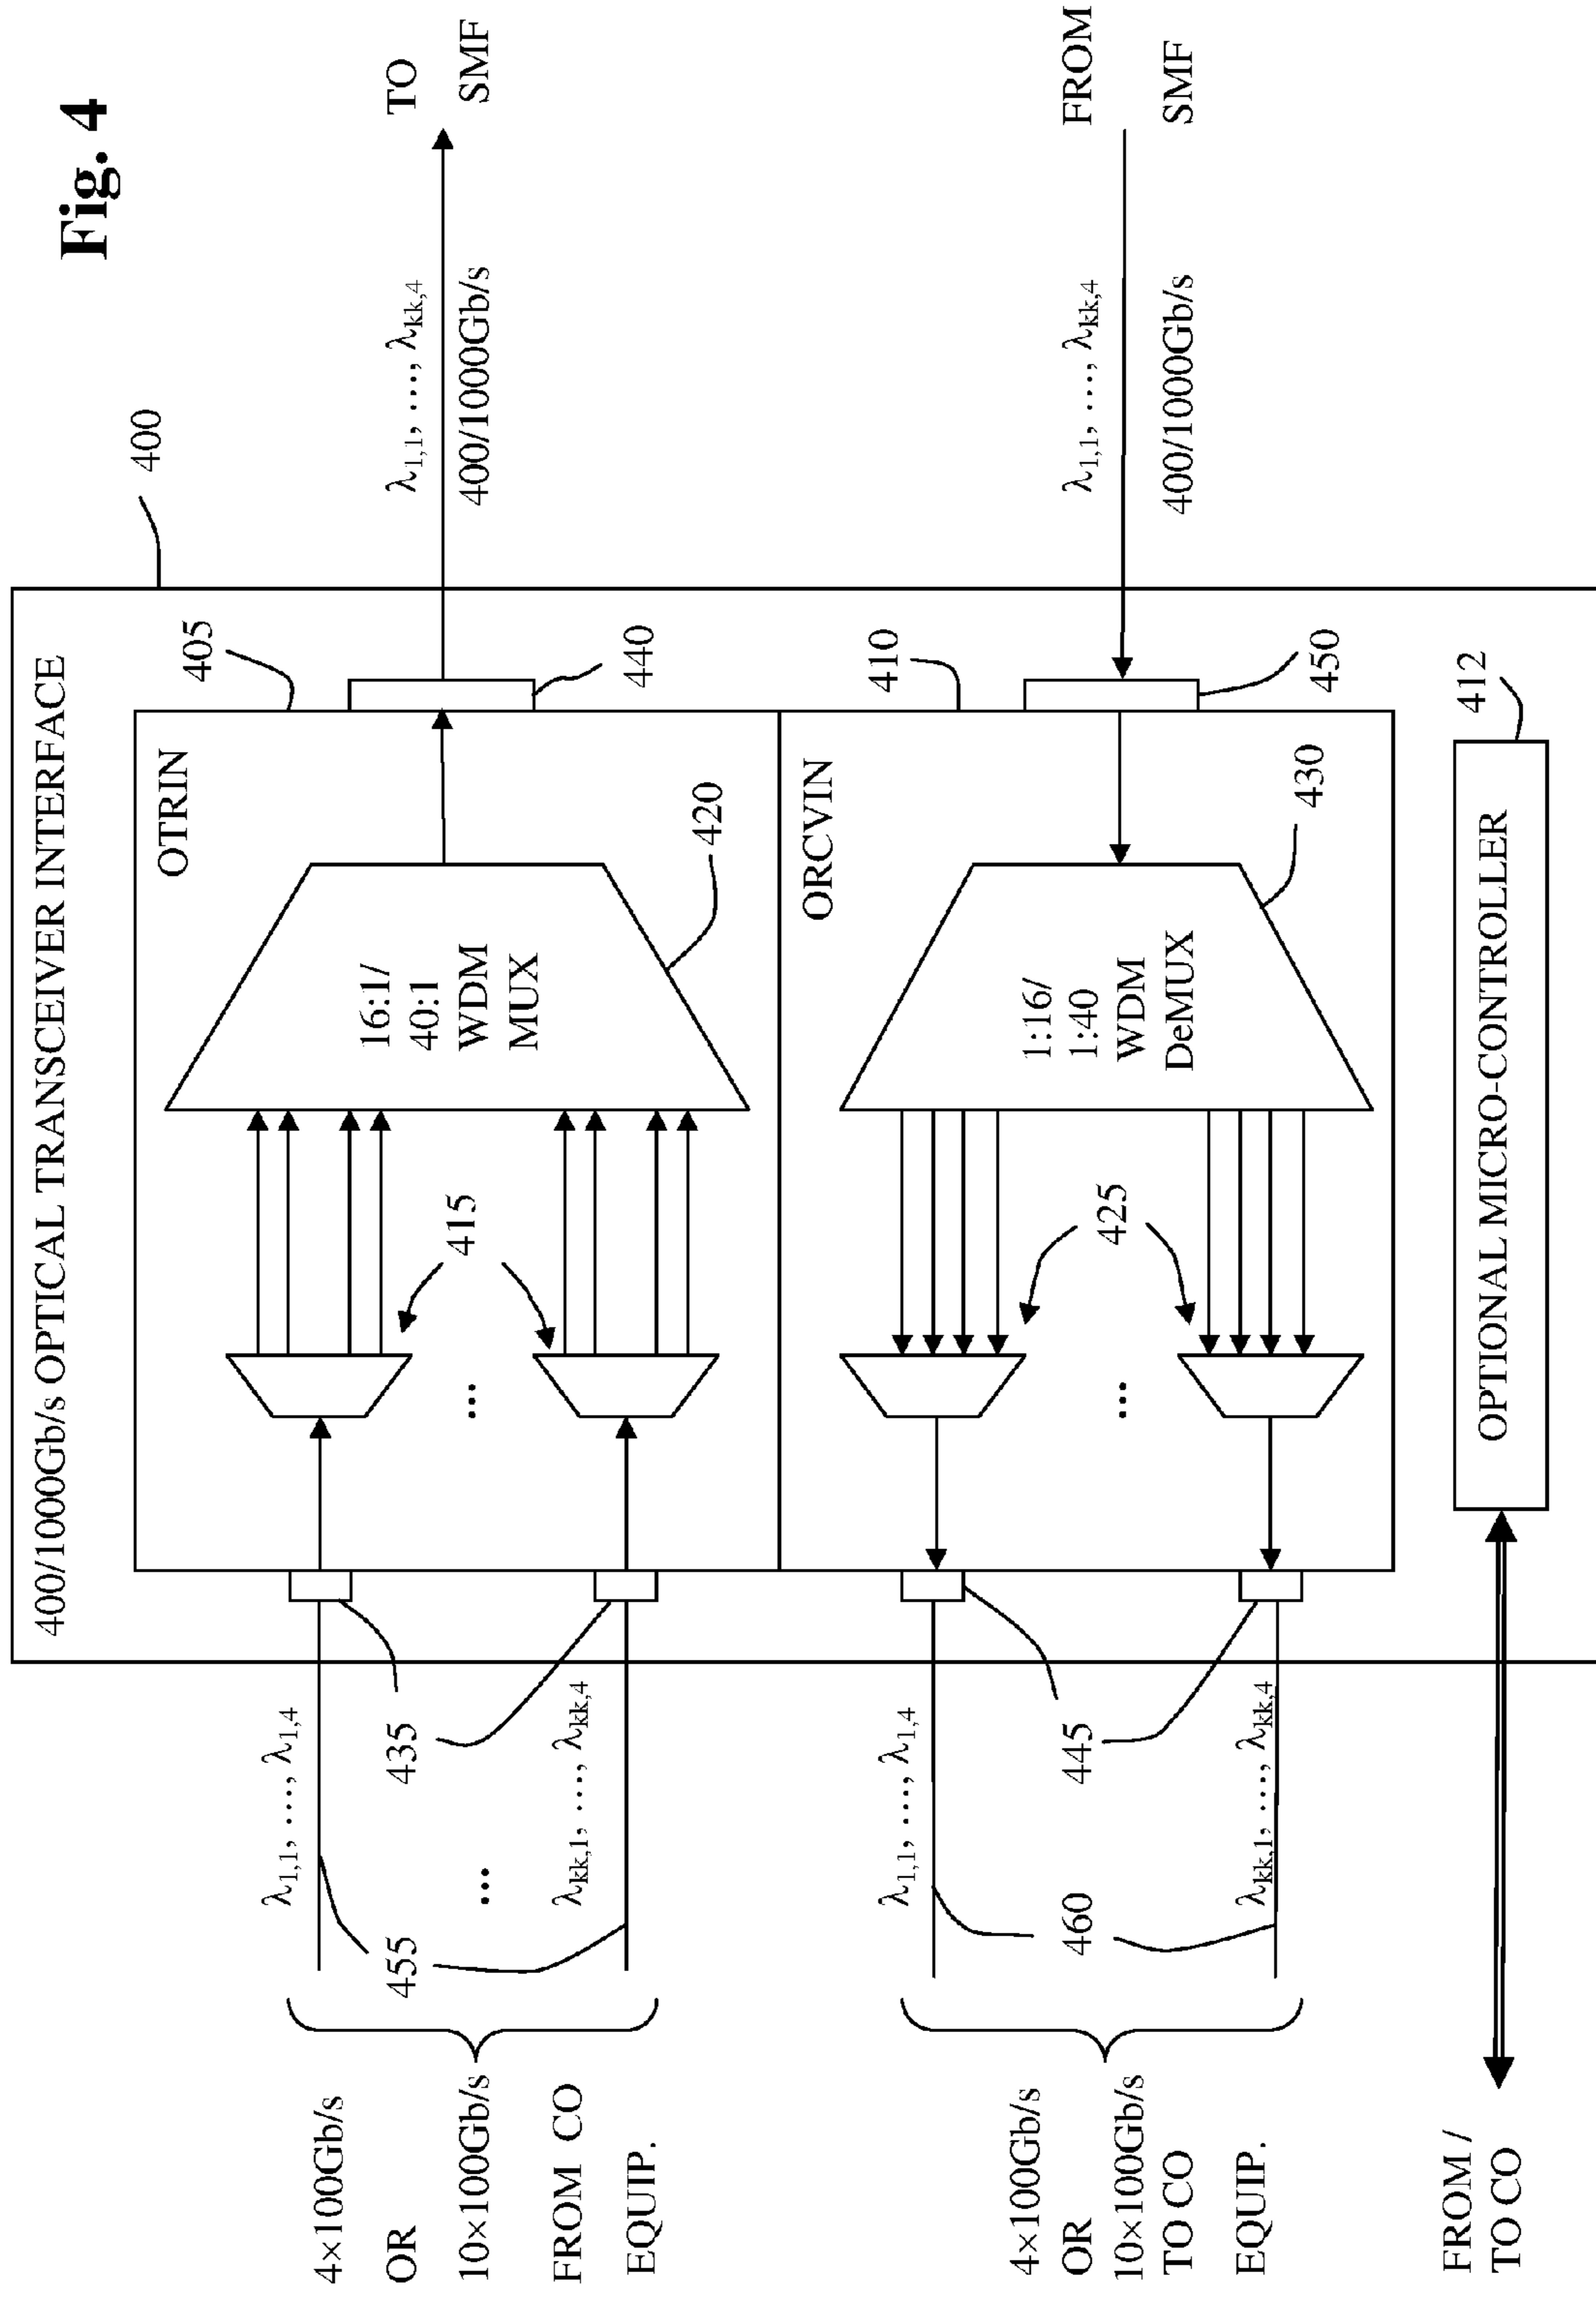 Fig. 4
400/1000Gb/s OPTICAL TRANSCEIVER INTERFACE
400
4×100Gb/s
OR
10×100Gb/s
FROM CO
EQUIP.
λ1,1, …, λ1,4
455
435
...
λkk,1, …, λkk,4
OTRIN
405
415
...
16:1/
40:1
WDM
MUX
420
440
λ1,1, …, λkk,4
400/1000Gb/s
TO
SMF
4×100Gb/s
OR
10×100Gb/s
TO CO
EQUIP.
λ1,1, …, λ1,4
460
445
λkk,1, …, λkk,4
ORCVIN
410
425
...
1:16/
1:40
WDM
DeMUX
430
450
λ1,1, …, λkk,4
400/1000Gb/s
FROM
SMF
FROM /
TO CO
OPTIONAL MICRO-CONTROLLER
412